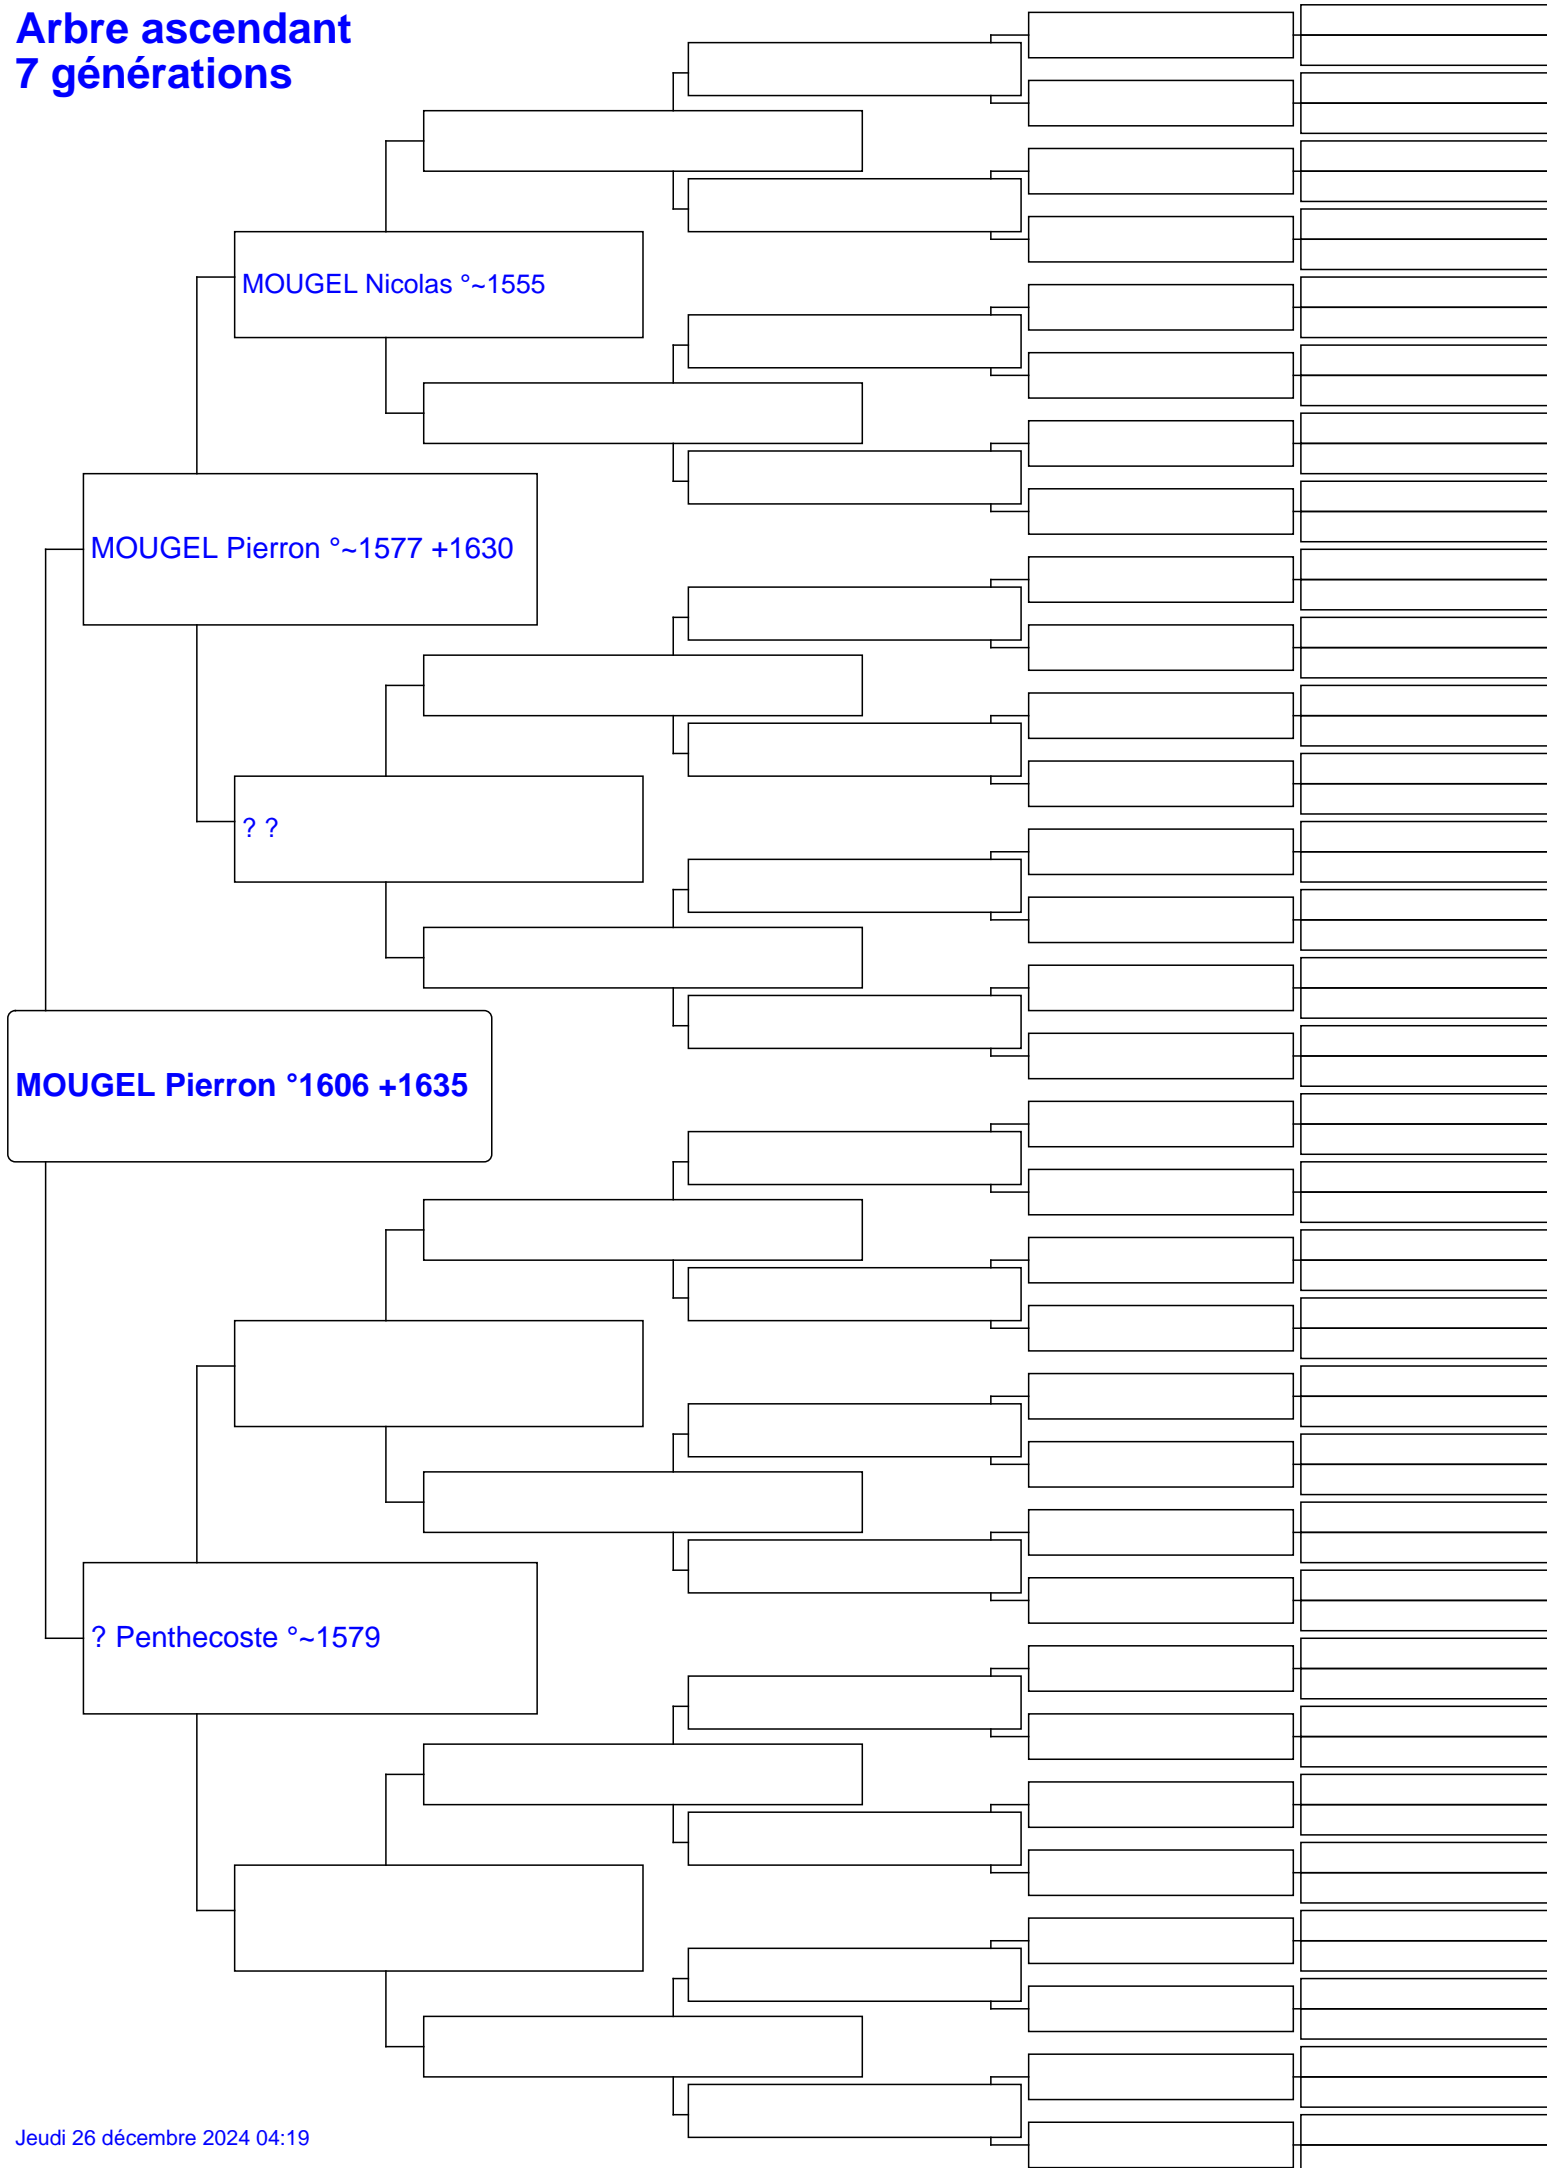 Arbre ascendant
7 générations
MOUGEL Nicolas °~1555
MOUGEL Pierron °~1577 +1630
? ?
MOUGEL Pierron °1606 +1635
? Penthecoste °~1579
Jeudi 26 décembre 2024 04:19